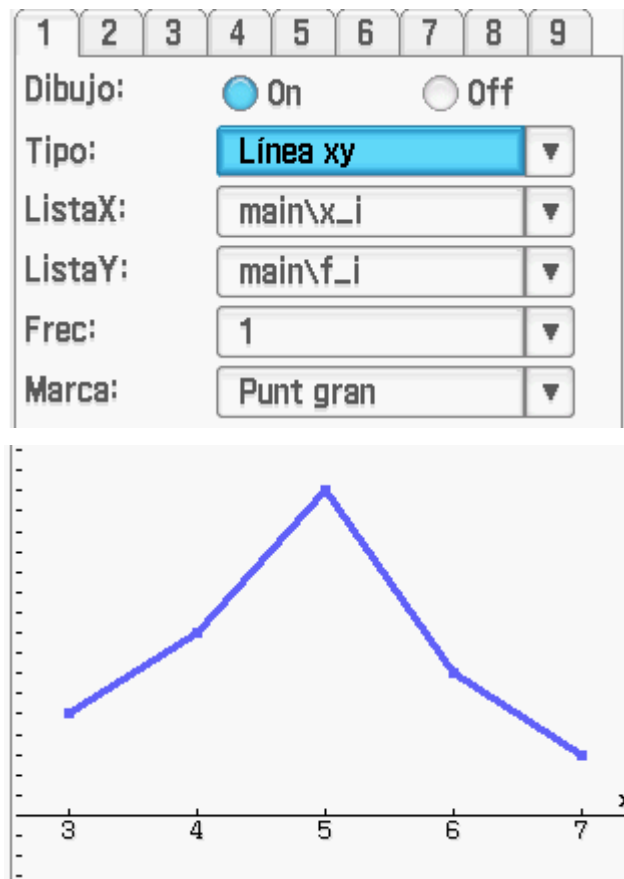 1 2 3 4 5 6 7 8 9
Dibujo: On Off
Tipo: Línea xy
ListaX: main\x_i
ListaY: main\f_i
Frec: 1
Marca: Punt gran
x
3 4 5 6 7